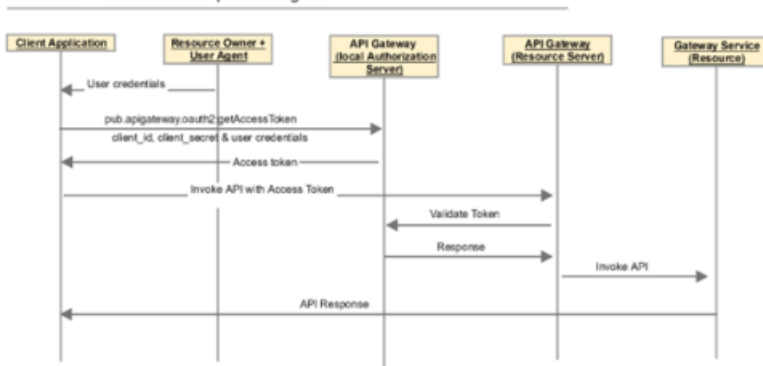 Client Application
Resource Owner +
User Agent
API Gateway
(local Authorization
Server)
API Gateway
(Resource Server)
Gateway Service
(Resource)
User credentials
pub.apigateway.oauth2:getAccessToken
client_id, client_secret & user credentials
Access token
Invoke API with Access Token
Validate Token
Response
Invoke API
API Response